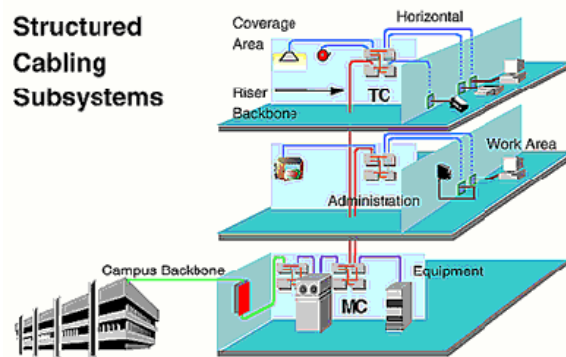 Structured
Cabling
Subsystems
Coverage
Area
Horizontal
Riser
Backbone
TC
Work Area
Administration
Campus Backbone
Equipment
MC